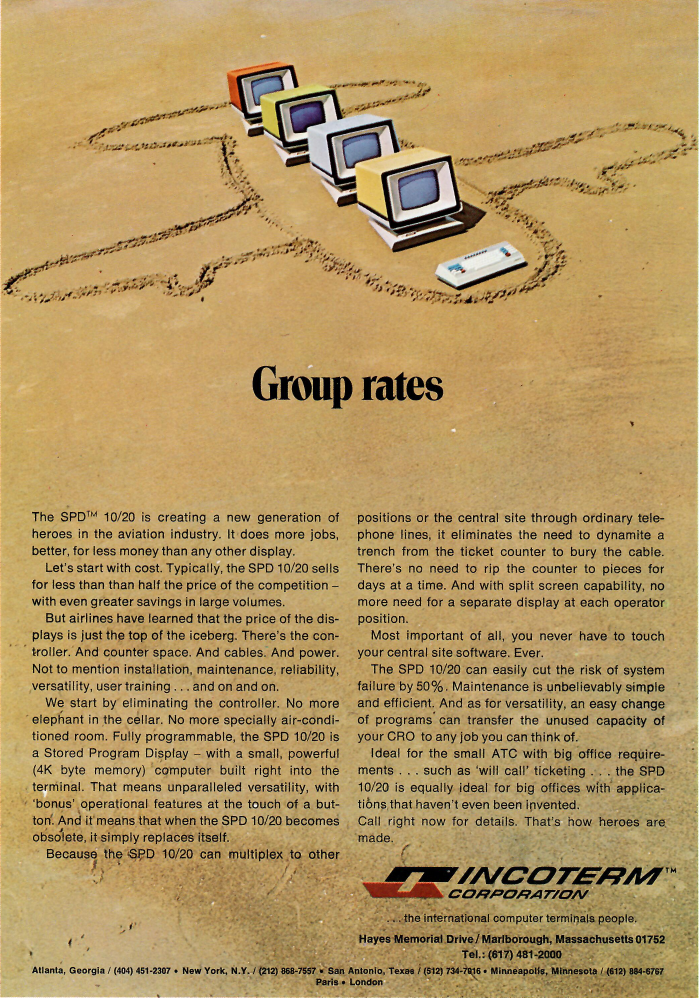 Group rates
The SPD™ 10/20 is creating a new generation of
heroes in the aviation industry. It does more jobs,
better, for less money than any other display.
Let's start with cost. Typically, the SPD 10/20 sells
for less than than half the price of the competition –
with even greater savings in large volumes.
But airlines have learned that the price of the dis-
plays is just the top of the iceberg. There's the con-
troller. And counter space. And cables. And power.
Not to mention installation, maintenance, reliability,
versatility, user training . . . and on and on.
We start by eliminating the controller. No more
elephant in the cellar. No more specially air-condi-
tioned room. Fully programmable, the SPD 10/20 is
a Stored Program Display – with a small, powerful
(4K byte memory) computer built right into the
terminal. That means unparalleled versatility, with
'bonus' operational features at the touch of a but-
ton. And it means that when the SPD 10/20 becomes
obsolete, it simply replaces itself.
Because the SPD 10/20 can multiplex to other
positions or the central site through ordinary tele-
phone lines, it eliminates the need to dynamite a
trench from the ticket counter to bury the cable.
There's no need to rip the counter to pieces for
days at a time. And with split screen capability, no
more need for a separate display at each operator
position.
Most important of all, you never have to touch
your central site software. Ever.
The SPD 10/20 can easily cut the risk of system
failure by 50%. Maintenance is unbelievably simple
and efficient. And as for versatility, an easy change
of programs can transfer the unused capacity of
your CRO to any job you can think of.
Ideal for the small ATC with big office require-
ments . . . such as 'will call' ticketing . . . the SPD
10/20 is equally ideal for big offices with applica-
tions that haven't even been invented.
Call right now for details. That's how heroes are
made.
INCOTERM™
CORPORATION
. . . the international computer terminals people.
Hayes Memorial Drive / Marlborough, Massachusetts 01752
Tel.: (617) 481-2000
Atlanta, Georgia / (404) 451-2307 • New York, N.Y. / (212) 868-7557 • San Antonio, Texas / (512) 734-7916 • Minneapolis, Minnesota / (612) 884-6767
Paris • London